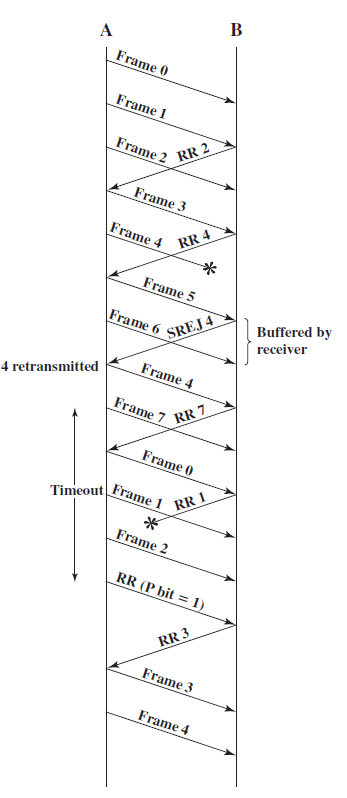 A
B
Frame 0
Frame 1
Frame 2
RR 2
Frame 3
Frame 4
RR 4
Frame 5
Frame 6
SREJ 4
Buffered by
receiver
4 retransmitted
Frame 4
Frame 7
RR 7
Frame 0
Timeout
Frame 1
RR 1
Frame 2
RR (P bit = 1)
RR 3
Frame 3
Frame 4